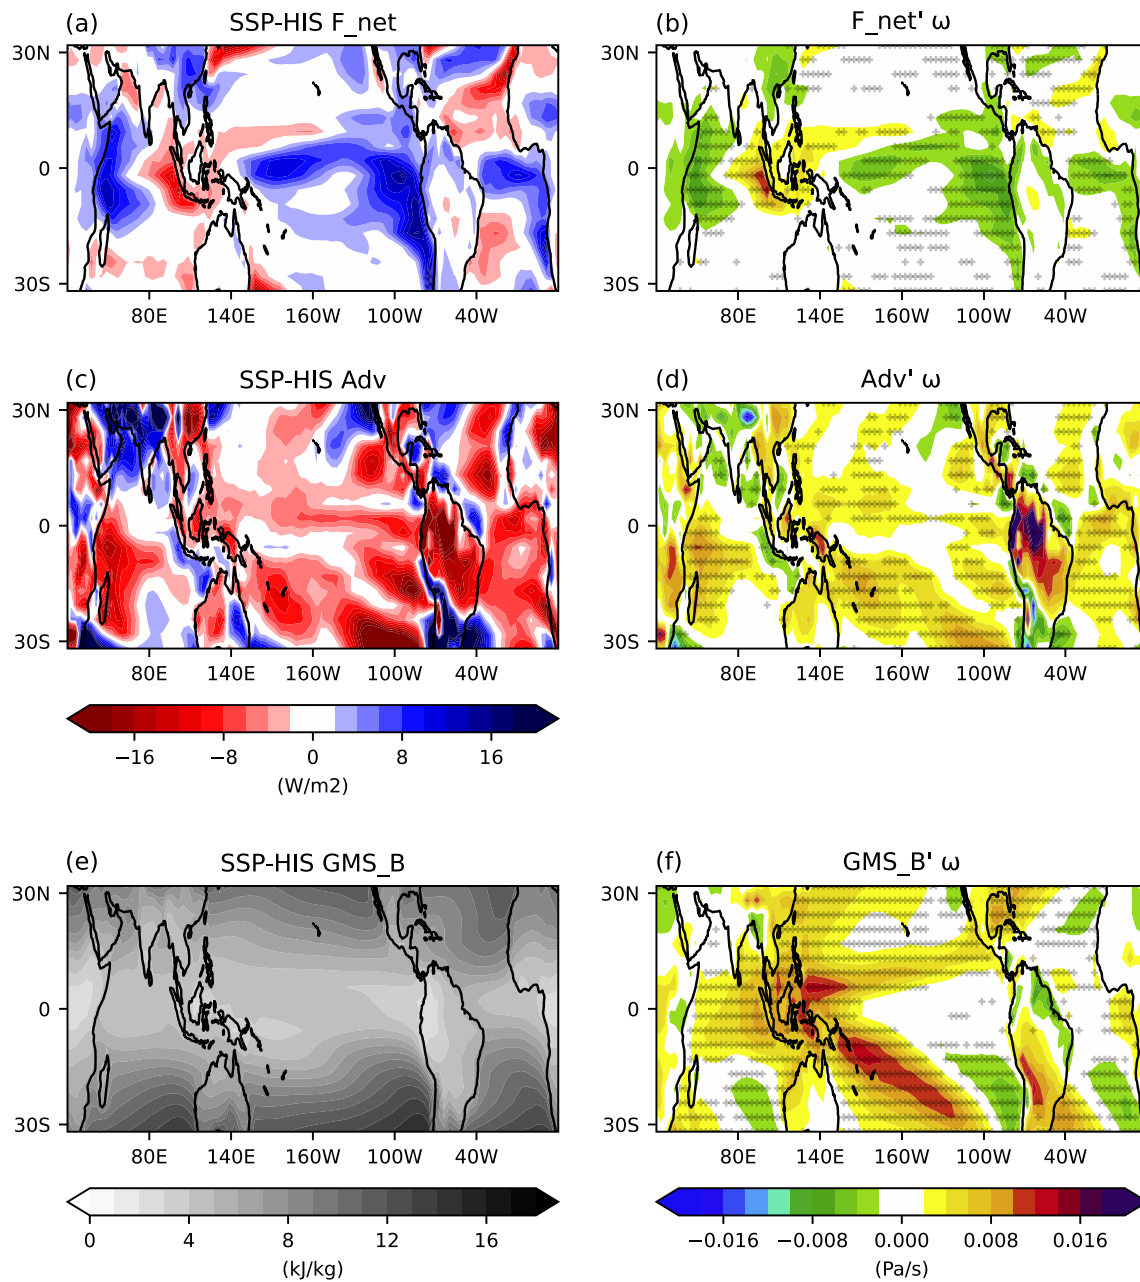 (a) SSP-HIS F_net
30N
0
30S
80E 140E 160W 100W 40W
(b) F_net' ω
30N
0
30S
80E 140E 160W 100W 40W
(c) SSP-HIS Adv
30N
0
30S
80E 140E 160W 100W 40W
−16 −8 0 8 16
(W/m2)
(d) Adv' ω
30N
0
30S
80E 140E 160W 100W 40W
(e) SSP-HIS GMS_B
30N
0
30S
80E 140E 160W 100W 40W
0 4 8 12 16
(kJ/kg)
(f) GMS_B' ω
30N
0
30S
80E 140E 160W 100W 40W
−0.016 −0.008 0.000 0.008 0.016
(Pa/s)